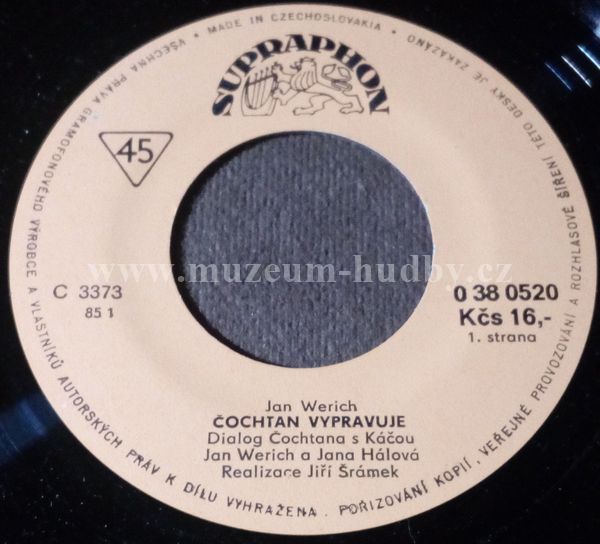 VŠECHNA PRÁVA GRAMOFONOVÉHO VÝROBCE A VLASTNÍKŮ AUTORSKÝCH PRÁV K DÍLU VYHRAŽENA. POŘIZOVÁNÍ KOPIÍ, VEŘEJNÉ PROVOZOVÁNÍ A ROZHLASOVÉ ŠÍŘENÍ TÉTO DESKY JE ZAKÁZÁNO
• MADE IN CZECHOSLOVAKIA •
SUPRAPHON
45
www.muzeum-hudby.cz
C 3373
85 1
0 38 0520
Kčs 16,-
1. strana
Jan Werich
ČOCHTAN VYPRAVUJE
Dialog Čochtana s Káčou
Jan Werich a Jana Hálová
Realizace Jiří Šrámek